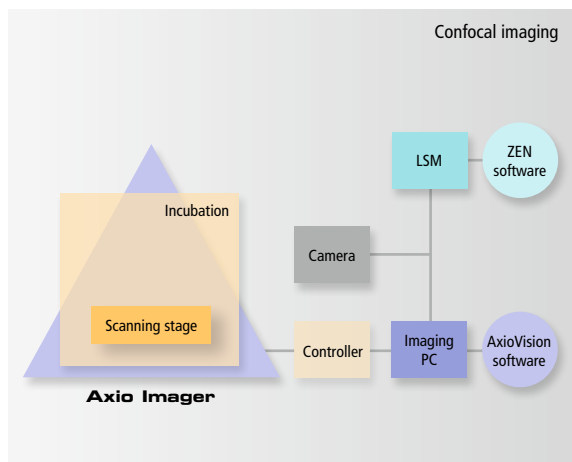 Confocal imaging
LSM
ZEN
software
Incubation
Camera
Scanning stage
Controller
Imaging
PC
AxioVision
software
Axio Imager